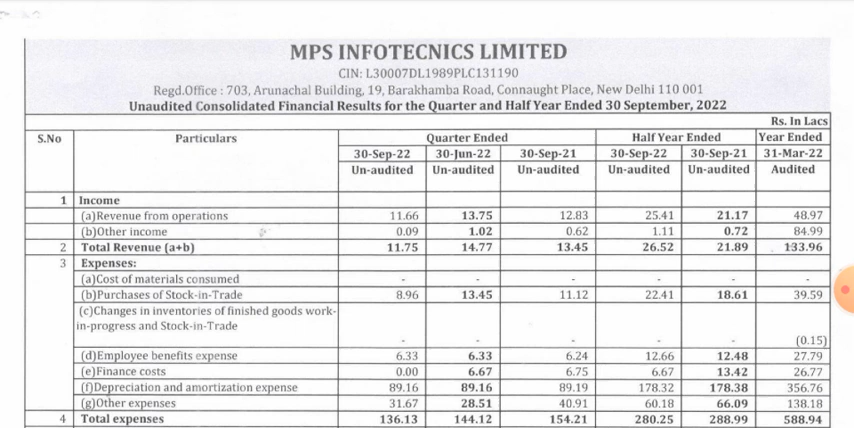 MPS INFOTECNICS LIMITED
CIN: L30007DL1989PLC131190
Regd.Office : 703, Arunachal Building, 19, Barakhamba Road, Connaught Place, New Delhi 110 001
Unaudited Consolidated Financial Results for the Quarter and Half Year Ended 30 September, 2022
Rs. In Lacs
S.No Particulars Quarter Ended Half Year Ended Year Ended
30-Sep-22 30-Jun-22 30-Sep-21 30-Sep-22 30-Sep-21 31-Mar-22
Un-audited Un-audited Un-audited Un-audited Un-audited Audited
1 Income
(a)Revenue from operations 11.66 13.75 12.83 25.41 21.17 48.97
(b)Other income 0.09 1.02 0.62 1.11 0.72 84.99
2 Total Revenue (a+b) 11.75 14.77 13.45 26.52 21.89 133.96
3 Expenses:
(a)Cost of materials consumed - - - - - -
(b)Purchases of Stock-in-Trade 8.96 13.45 11.12 22.41 18.61 39.59
(c)Changes in inventories of finished goods work-
in-progress and Stock-in-Trade
- - - - - (0.15)
(d)Employee benefits expense 6.33 6.33 6.24 12.66 12.48 27.79
(e)Finance costs 0.00 6.67 6.75 6.67 13.42 26.77
(f)Depreciation and amortization expense 89.16 89.16 89.19 178.32 178.38 356.76
(g)Other expenses 31.67 28.51 40.91 60.18 66.09 138.18
4 Total expenses 136.13 144.12 154.21 280.25 288.99 588.94